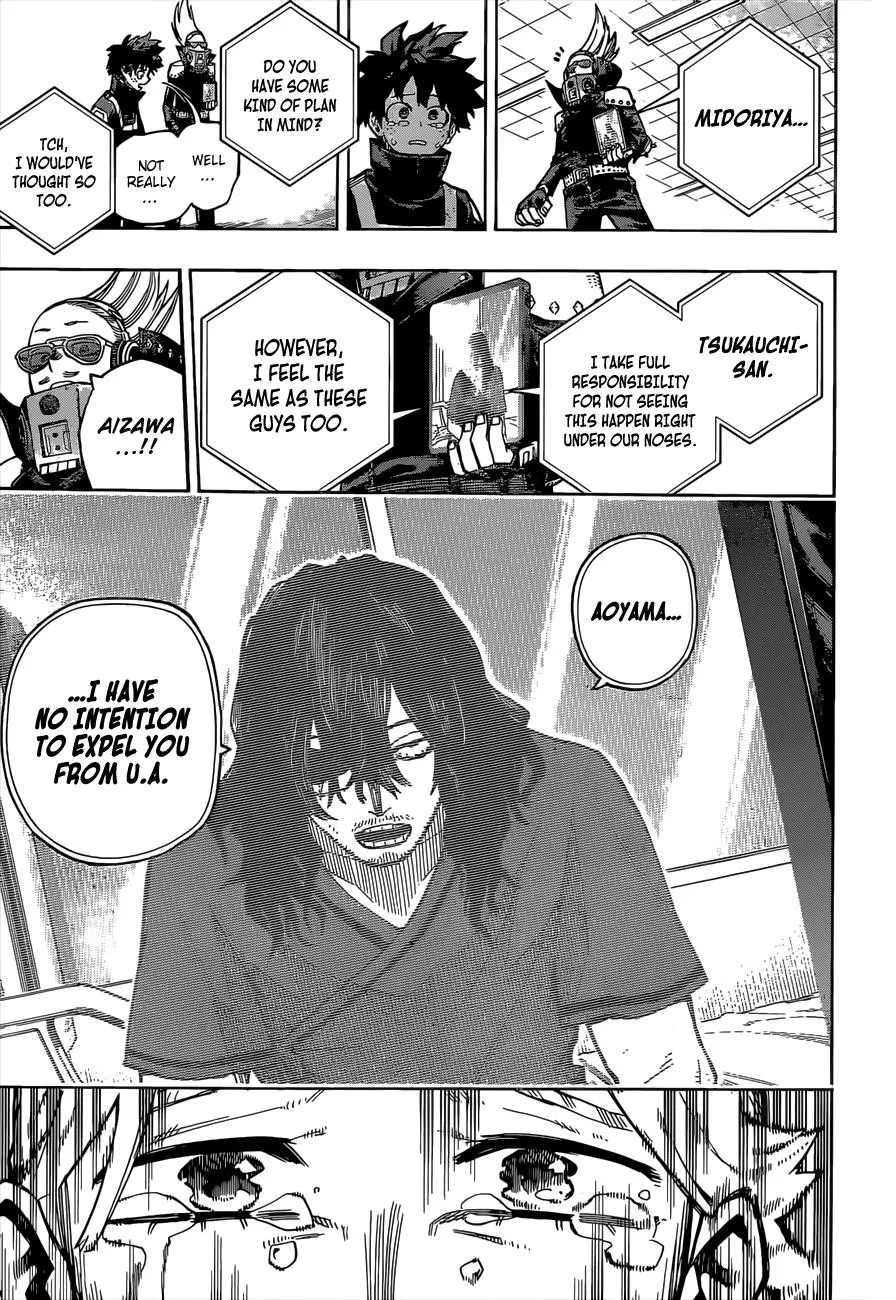 MIDORIYA...
DO YOU
HAVE SOME
KIND OF PLAN
IN MIND?
WELL
...
NOT
REALLY
...
TCH,
I WOULD'VE
THOUGHT SO
TOO.
TSUKAUCHI-
SAN.
I TAKE FULL
RESPONSIBILITY
FOR NOT SEEING
THIS HAPPEN RIGHT
UNDER OUR NOSES.
HOWEVER,
I FEEL THE
SAME AS THESE
GUYS TOO.
AIZAWA
...!!
AOYAMA...
...I HAVE
NO INTENTION
TO EXPEL YOU
FROM U.A.